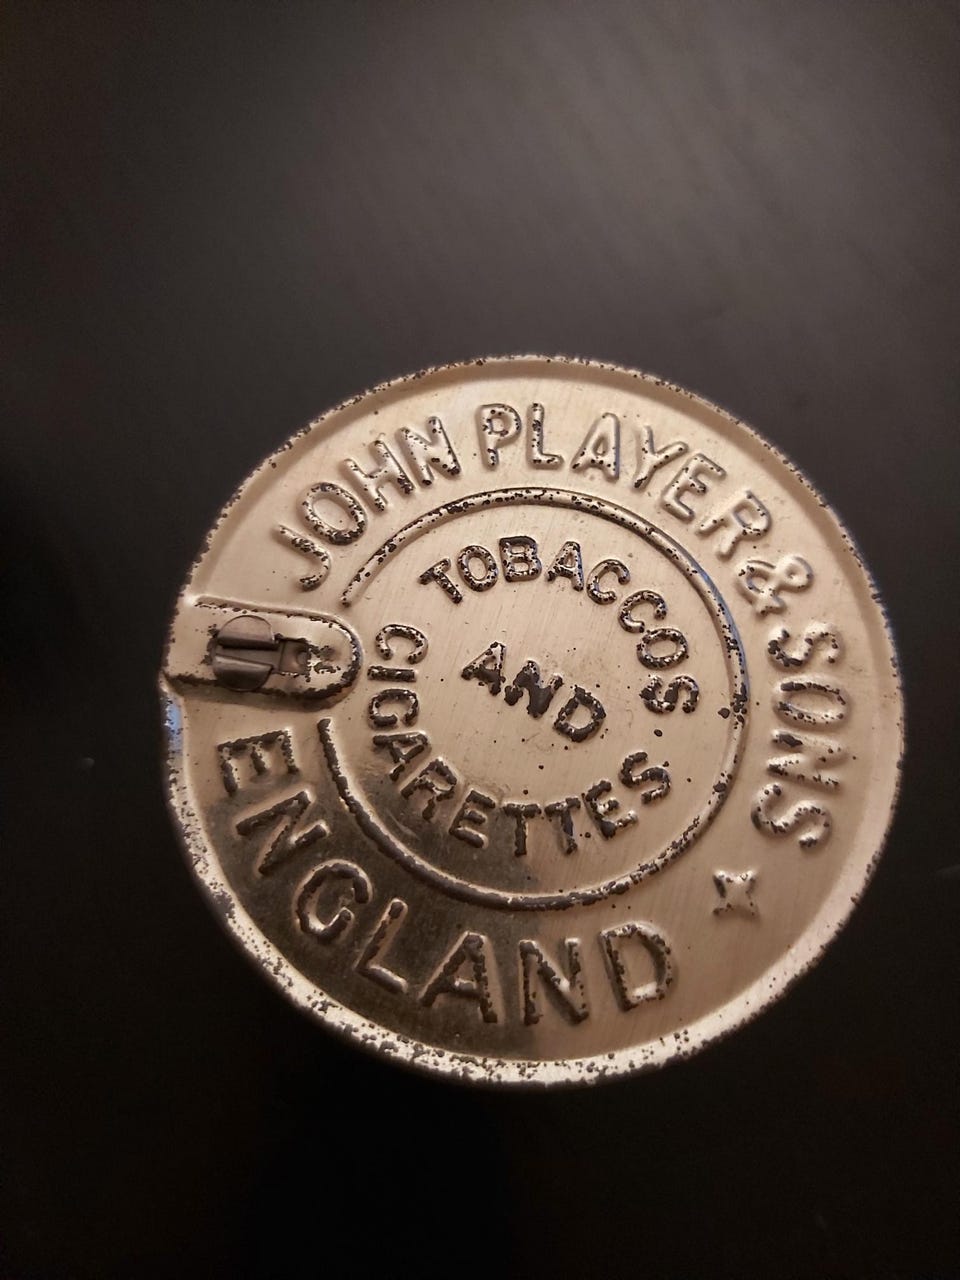 JOHN PLAYER & SONS
ENGLAND
TOBACCOS
AND
CIGARETTES